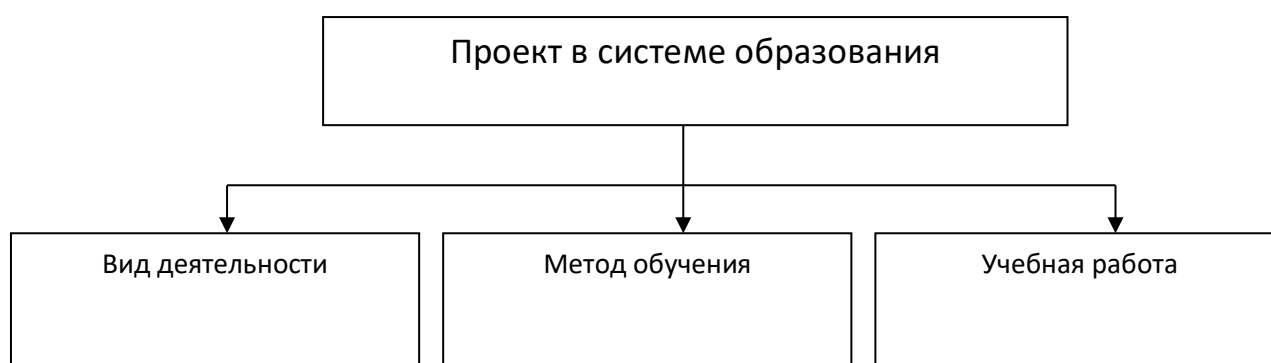 Проект в системе образования
Вид деятельности
Метод обучения
Учебная работа